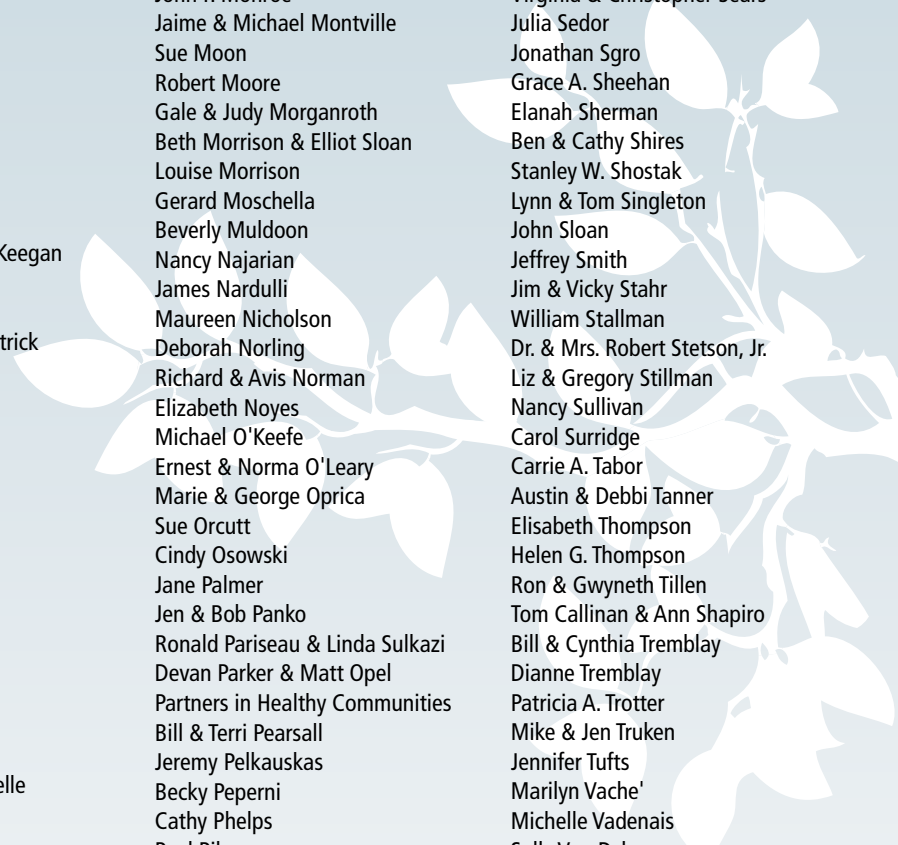 Keegan
trick
elle
Jaime & Michael Montville
Sue Moon
Robert Moore
Gale & Judy Morganroth
Beth Morrison & Elliot Sloan
Louise Morrison
Gerard Moschella
Beverly Muldoon
Nancy Najarian
James Nardulli
Maureen Nicholson
Deborah Norling
Richard & Avis Norman
Elizabeth Noyes
Michael O'Keefe
Ernest & Norma O'Leary
Marie & George Oprica
Sue Orcutt
Cindy Osowski
Jane Palmer
Jen & Bob Panko
Ronald Pariseau & Linda Sulkazi
Devan Parker & Matt Opel
Partners in Healthy Communities
Bill & Terri Pearsall
Jeremy Pelkauskas
Becky Peperni
Cathy Phelps
Julia Sedor
Jonathan Sgro
Grace A. Sheehan
Elanah Sherman
Ben & Cathy Shires
Stanley W. Shostak
Lynn & Tom Singleton
John Sloan
Jeffrey Smith
Jim & Vicky Stahr
William Stallman
Dr. & Mrs. Robert Stetson, Jr.
Liz & Gregory Stillman
Nancy Sullivan
Carol Surridge
Carrie A. Tabor
Austin & Debbi Tanner
Elisabeth Thompson
Helen G. Thompson
Ron & Gwyneth Tillen
Tom Callinan & Ann Shapiro
Bill & Cynthia Tremblay
Dianne Tremblay
Patricia A. Trotter
Mike & Jen Truken
Jennifer Tufts
Marilyn Vache'
Michelle Vadenais